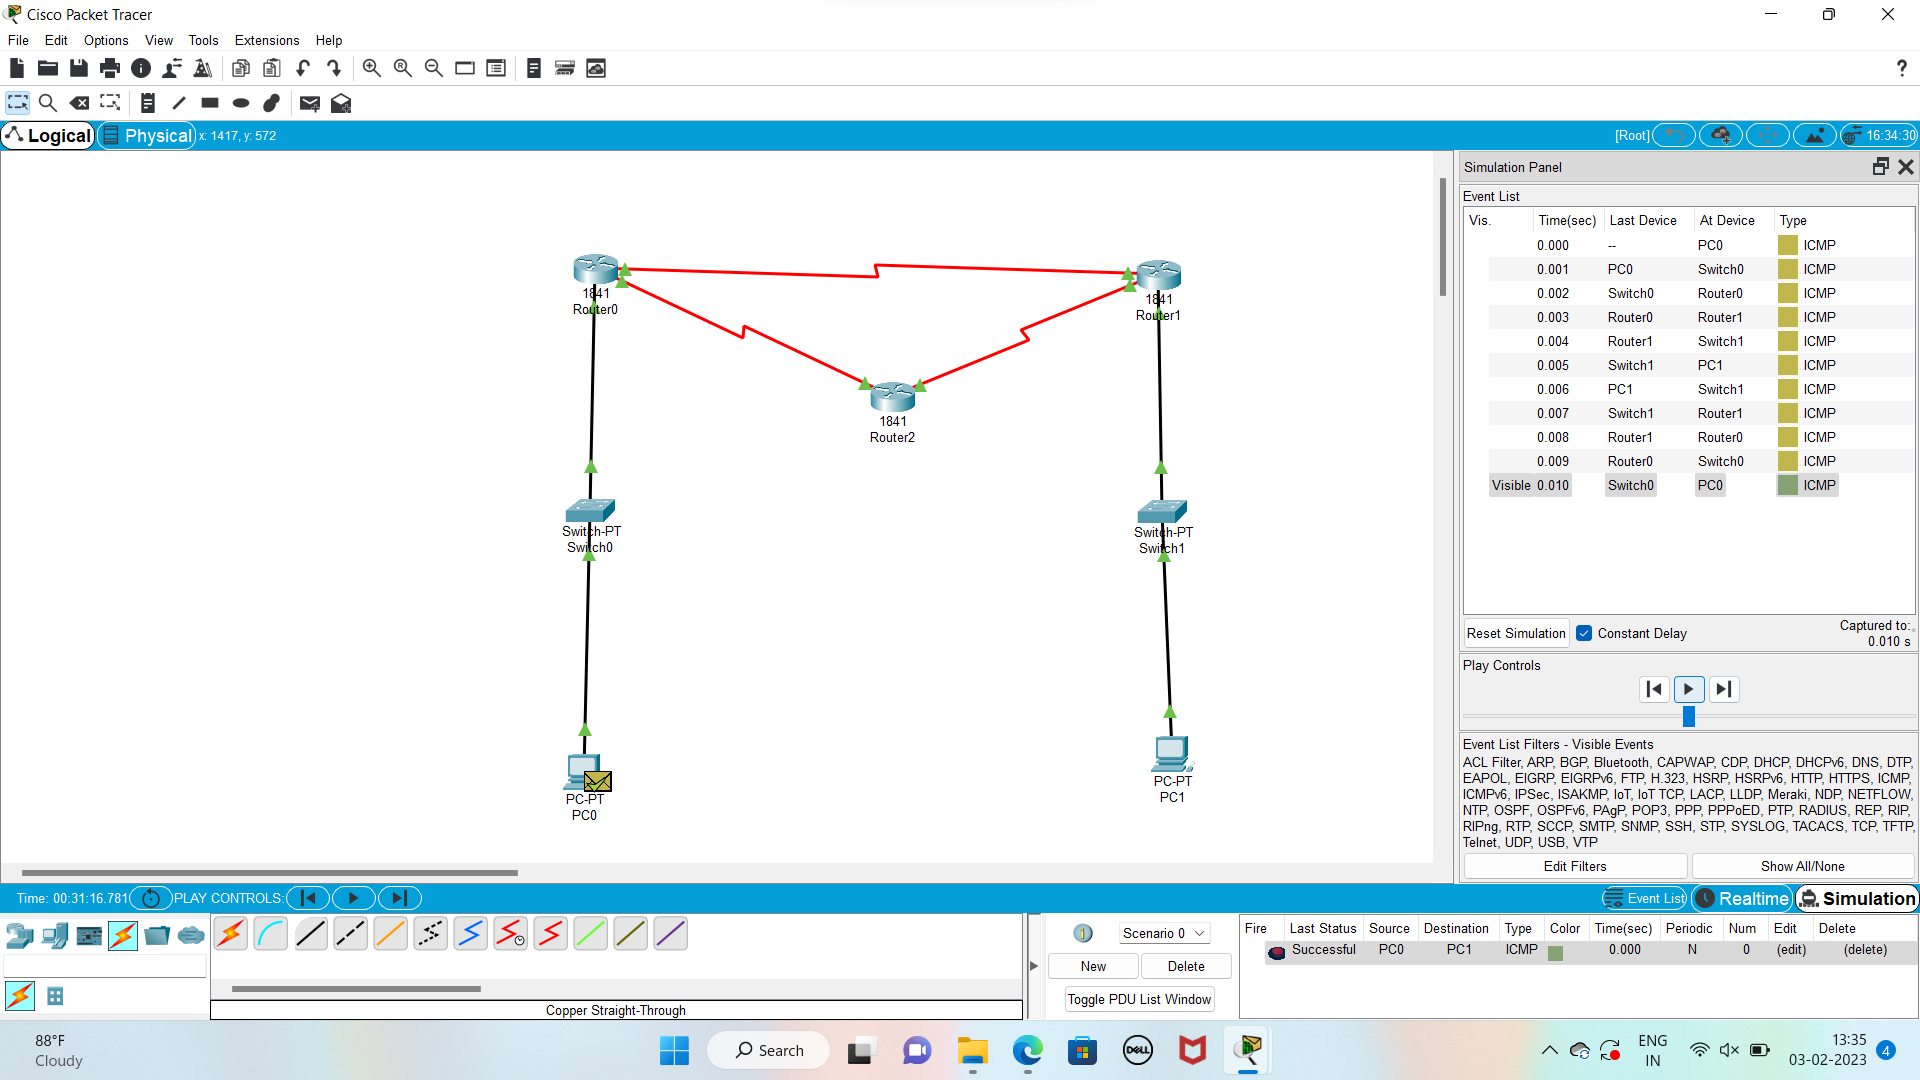 Cisco Packet Tracer
File Edit Options View Tools Extensions Help
Logical Physical x: 1417, y: 572 [Root] 16:34:30
1841
Router0
1841
Router1
1841
Router2
Switch-PT
Switch0
Switch-PT
Switch1
PC-PT
PC0
PC-PT
PC1
Simulation Panel
Event List
Vis. Time(sec) Last Device At Device Type
0.000 -- PC0 ICMP
0.001 PC0 Switch0 ICMP
0.002 Switch0 Router0 ICMP
0.003 Router0 Router1 ICMP
0.004 Router1 Switch1 ICMP
0.005 Switch1 PC1 ICMP
0.006 PC1 Switch1 ICMP
0.007 Switch1 Router1 ICMP
0.008 Router1 Router0 ICMP
0.009 Router0 Switch0 ICMP
Visible 0.010 Switch0 PC0 ICMP
Reset Simulation Constant Delay Captured to:
0.010 s
Play Controls
Event List Filters - Visible Events
ACL Filter, ARP, BGP, Bluetooth, CAPWAP, CDP, DHCP, DHCPv6, DNS, DTP,
EAPOL, EIGRP, EIGRPv6, FTP, H.323, HSRP, HSRPv6, HTTP, HTTPS, ICMP,
ICMPv6, IPSec, ISAKMP, IoT, IoT TCP, LACP, LLDP, Meraki, NDP, NETFLOW,
NTP, OSPF, OSPFv6, PAgP, POP3, PPP, PPPoED, PTP, RADIUS, REP, RIP,
RIPng, RTP, SCCP, SMTP, SNMP, SSH, STP, SYSLOG, TACACS, TCP, TFTP,
Telnet, UDP, USB, VTP
Edit Filters Show All/None
Time: 00:31:16.781 PLAY CONTROLS: Event List Realtime Simulation
Copper Straight-Through
1 Scenario 0
New Delete
Toggle PDU List Window
Fire Last Status Source Destination Type Color Time(sec) Periodic Num Edit Delete
Successful PC0 PC1 ICMP 0.000 N 0 (edit) (delete)
88°F
Cloudy
Search
DELL
ENG
IN
13:35
03-02-2023
4